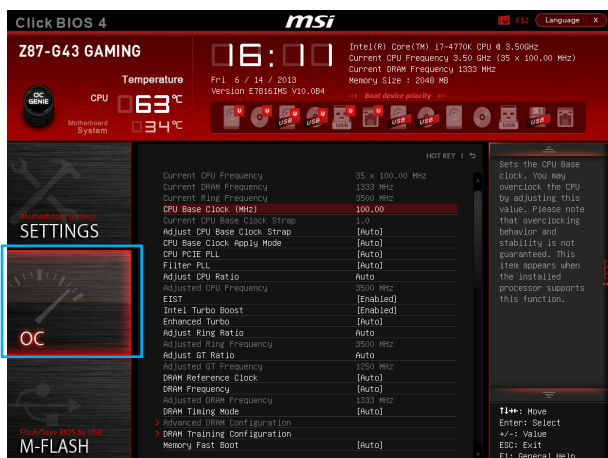 Click BIOS 4
msi
F12
Language X
Z87-G43 GAMING
OC GENIE
Temperature
CPU 63°C
Motherboard System 34°C
16:11
Fri 6 / 14 / 2013
Version E7816IMS V10.0B4
Intel(R) Core(TM) i7-4770K CPU @ 3.50GHz
Current CPU Frequency 3.50 GHz (35 x 100.00 MHz)
Current DRAM Frequency 1333 MHz
Memory Size : 2048 MB
Boot device priority
U U U U U U U
USB USB USB USB USB
HOT KEY |
Motherboard settings
SETTINGS
OC
Flash/Save BIOS by USB
M-FLASH
Current CPU Frequency 35 x 100.00 MHz
Current DRAM Frequency 1333 MHz
Current Ring Frequency 3500 MHz
CPU Base Clock (MHz) 100.00
Current CPU Base Clock Strap 1.0
Adjust CPU Base Clock Strap [Auto]
CPU Base Clock Apply Mode [Auto]
CPU PCIE PLL [Auto]
Filter PLL [Auto]
Adjust CPU Ratio Auto
Adjusted CPU Frequency 3500 MHz
EIST [Enabled]
Intel Turbo Boost [Enabled]
Enhanced Turbo [Auto]
Adjust Ring Ratio Auto
Adjusted Ring Frequency 3500 MHz
Adjust GT Ratio Auto
Adjusted GT Frequency 1250 MHz
DRAM Reference Clock [Auto]
DRAM Frequency [Auto]
Adjusted DRAM Frequency 1333 MHz
DRAM Timing Mode [Auto]
> Advanced DRAM Configuration
> DRAM Training Configuration
Memory Fast Boot [Auto]
Sets the CPU Base
clock. You may
overclock the CPU
by adjusting this
value. Please note
that overclocking
behavior and
stability is not
guaranteed. This
item appears when
the installed
processor supports
this function.
↑↓←→: Move
Enter: Select
+/-: Value
ESC: Exit
F1: General Help